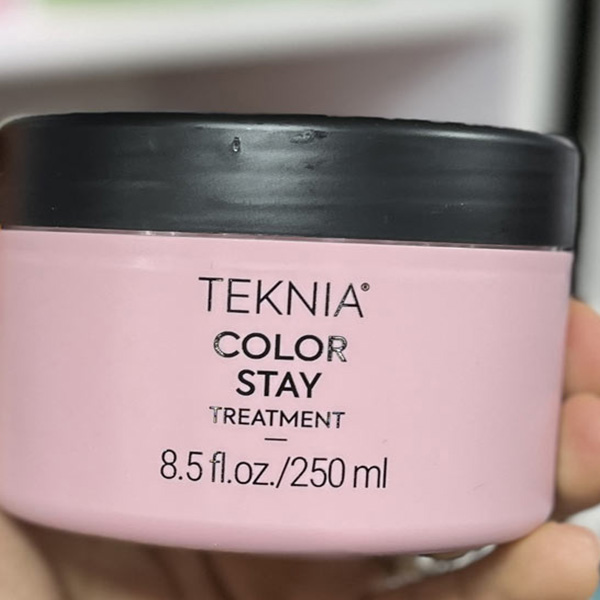 TEKNIA®
COLOR
STAY
TREATMENT
8.5 fl.oz./250 ml